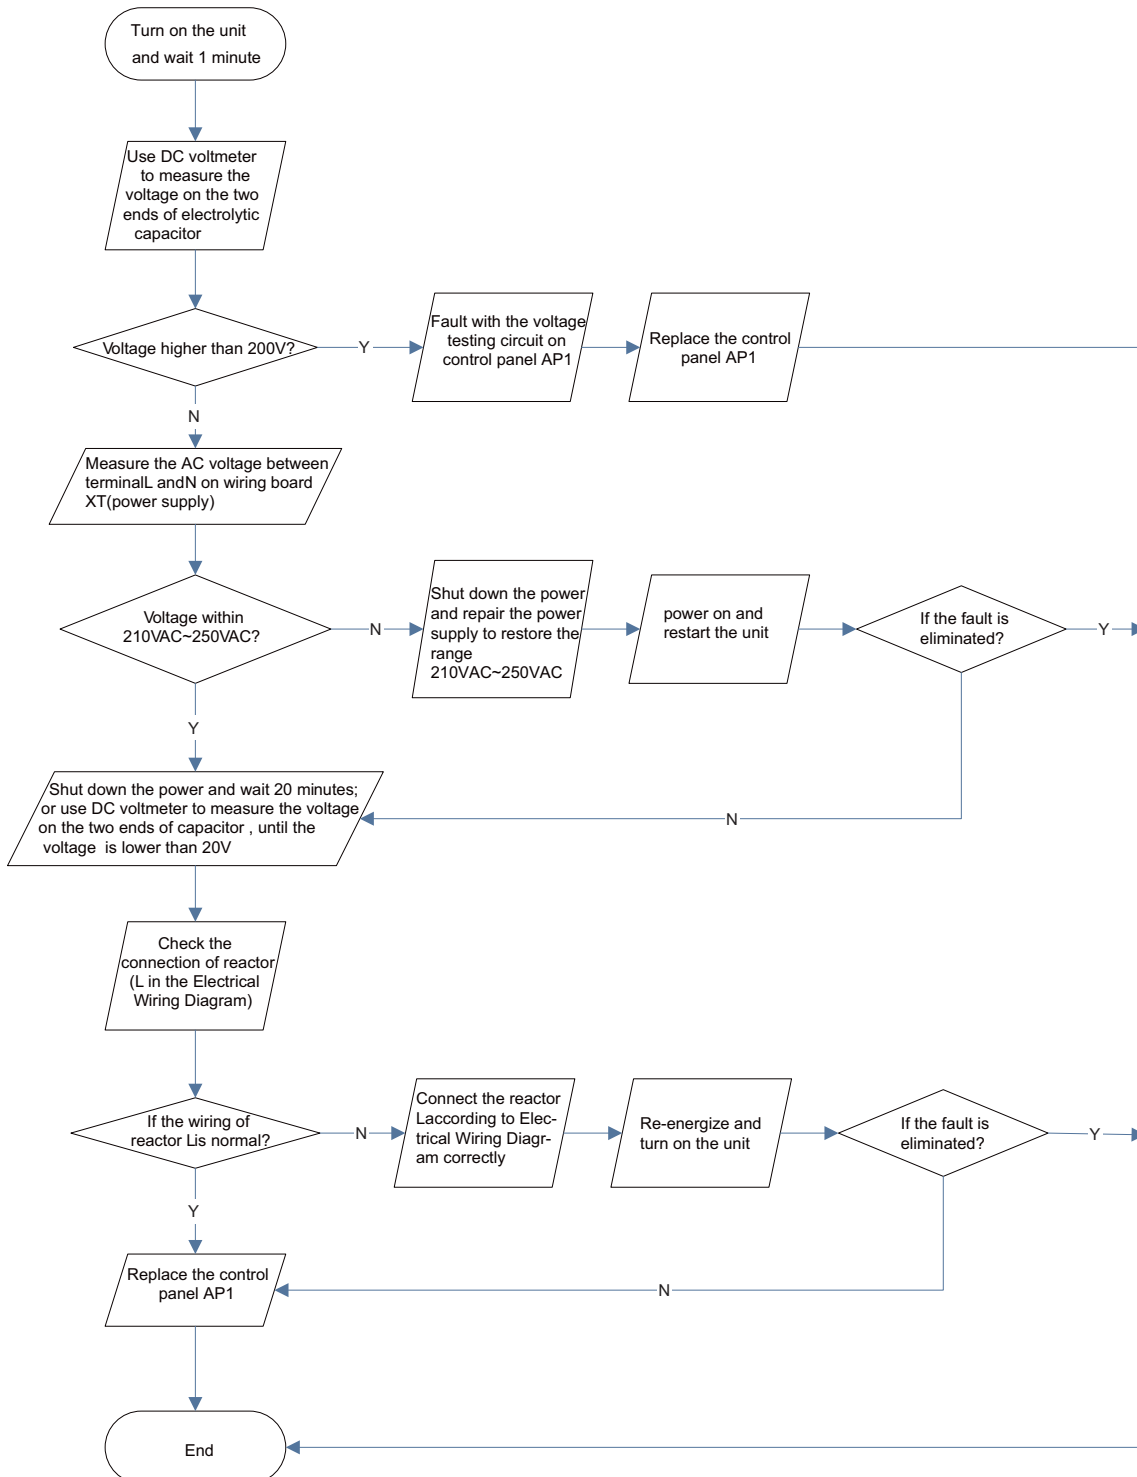 Turn on the unit
and wait 1 minute
Use DC voltmeter
to measure the
voltage on the two
ends of electrolytic
capacitor
Voltage higher than 200V?
Y
Fault with the voltage
testing circuit on
control panel AP1
Replace the control
panel AP1
N
Measure the AC voltage between
terminalL andN on wiring board
XT(power supply)
Voltage within
210VAC~250VAC?
N
Shut down the power
and repair the power
supply to restore the
range
210VAC~250VAC
power on and
restart the unit
If the fault is
eliminated?
Y
Y
N
Shut down the power and wait 20 minutes;
or use DC voltmeter to measure the voltage
on the two ends of capacitor , until the
voltage is lower than 20V
Check the
connection of reactor
(L in the Electrical
Wiring Diagram)
If the wiring of
reactor Lis normal?
N
Connect the reactor
Laccording to Elec-
trical Wiring Diagr-
am correctly
Re-energize and
turn on the unit
If the fault is
eliminated?
Y
Y
N
Replace the control
panel AP1
End